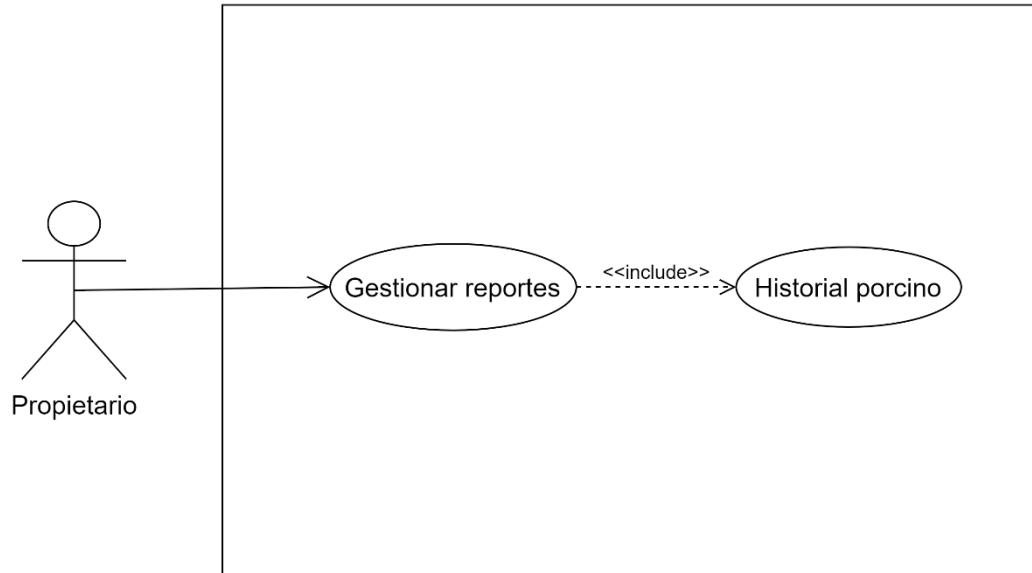 <<include>>
Gestionar reportes
Historial porcino
Propietario